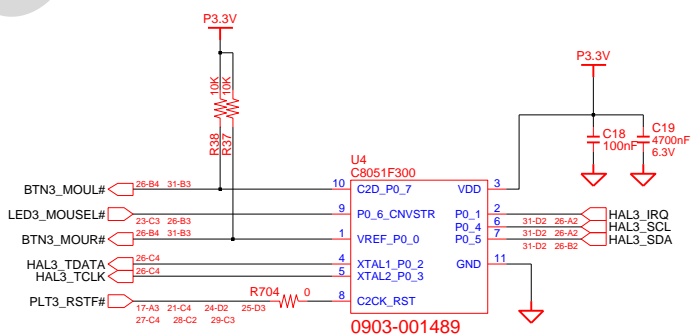 P3.3V
P3.3V
10K
10K
R38
R37
C18
100nF
C19
4700nF
6.3V
U4
C8051F300
BTN3_MOUL#
26-B4 31-B3
10
C2D_P0_7
VDD
3
LED3_MOUSEL#
23-C3 26-B3
9
P0_6_CNVSTR
P0_1
2
HAL3_IRQ
31-D2 26-A2
P0_4
6
HAL3_SCL
31-D2 26-A2
BTN3_MOUR#
26-B4 31-B3
1
VREF_P0_0
P0_5
7
HAL3_SDA
31-D2 26-B2
HAL3_TDATA
26-C4
4
XTAL1_P0_2
GND
11
HAL3_TCLK
26-C4
5
XTAL2_P0_3
PLT3_RSTF#
17-A3 21-C4 24-D2 25-D3
27-C4 28-C2 29-C3
R704
0
8
C2CK_RST
0903-001489